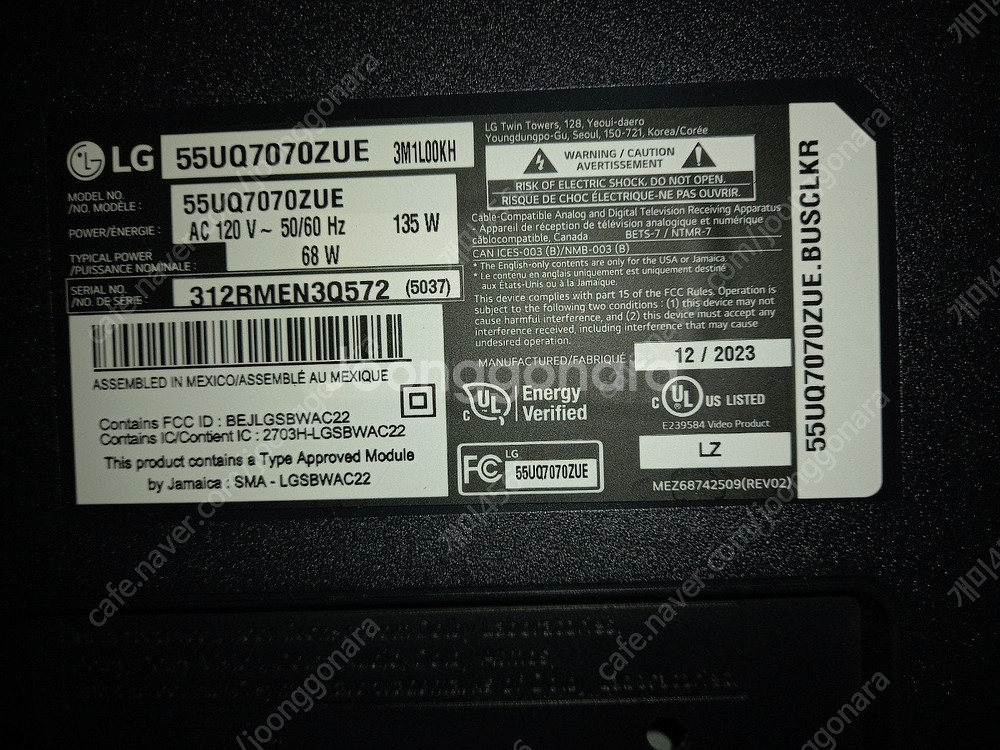 LG 55UQ7070ZUE 3M1L00KH
MODEL NO.
/NO. MODÈLE :
55UQ7070ZUE
POWER/ÉNERGIE :
AC 120 V ~ 50/60 Hz 135 W
TYPICAL POWER
/PUISSANCE NOMINALE :
68 W
SERIAL NO.
/NO. DE SÉRIE :
312RMEN3Q572 (5037)
ASSEMBLED IN MEXICO/ASSEMBLÉ AU MEXIQUE
Contains FCC ID : BEJLGSBWAC22
Contains IC/Contient IC : 2703H-LGSBWAC22
This product contains a Type Approved Module
by Jamaica : SMA - LGSBWAC22
LG Twin Towers, 128, Yeoui-daero
Youngdungpo-Gu, Seoul, 150-721, Korea/Corée
WARNING / CAUTION
AVERTISSEMENT
RISK OF ELECTRIC SHOCK. DO NOT OPEN.
RISQUE DE CHOC ÉLECTRIQUE-NE PAS OUVRIR.
Cable-Compatible Analog and Digital Television Receiving Apparatus
- Appareil de réception de télévision analogique et numérique
câblocompatible, Canada BETS-7 / NTMR-7
CAN ICES-003 (B)/NMB-003 (B)
* The English-only contents are only for the USA or Jamaica.
* Le contenu en anglais uniquement est uniquement destiné
aux États-Unis ou à la Jamaïque.
This device complies with part 15 of the FCC Rules. Operation is
subject to the following two conditions : (1) this device may not
cause harmful interference, and (2) this device must accept any
interference received, including interference that may cause
undesired operation.
MANUFACTURED/FABRIQUÉ : 12 / 2023
c UL Energy
Verified
c UL US LISTED
E239584 Video Product
FC LG
55UQ7070ZUE
LZ
MEZ68742509(REV02)
55UQ7070ZUE.BUSCLKR
joonggonara
cafe.naver.com/joonggonara